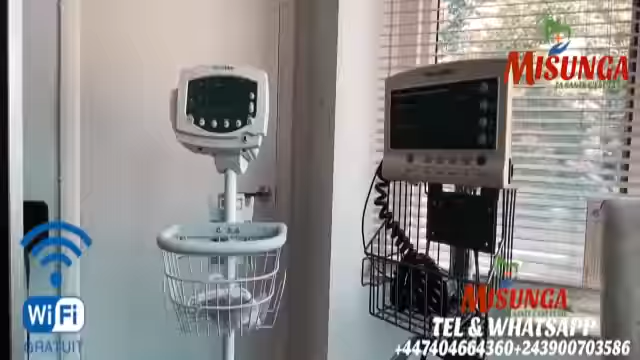 MISUNGA
WiFi
GRATUIT
MISUNGA
TEL & WHATSAPP
+447404664360+243900703586